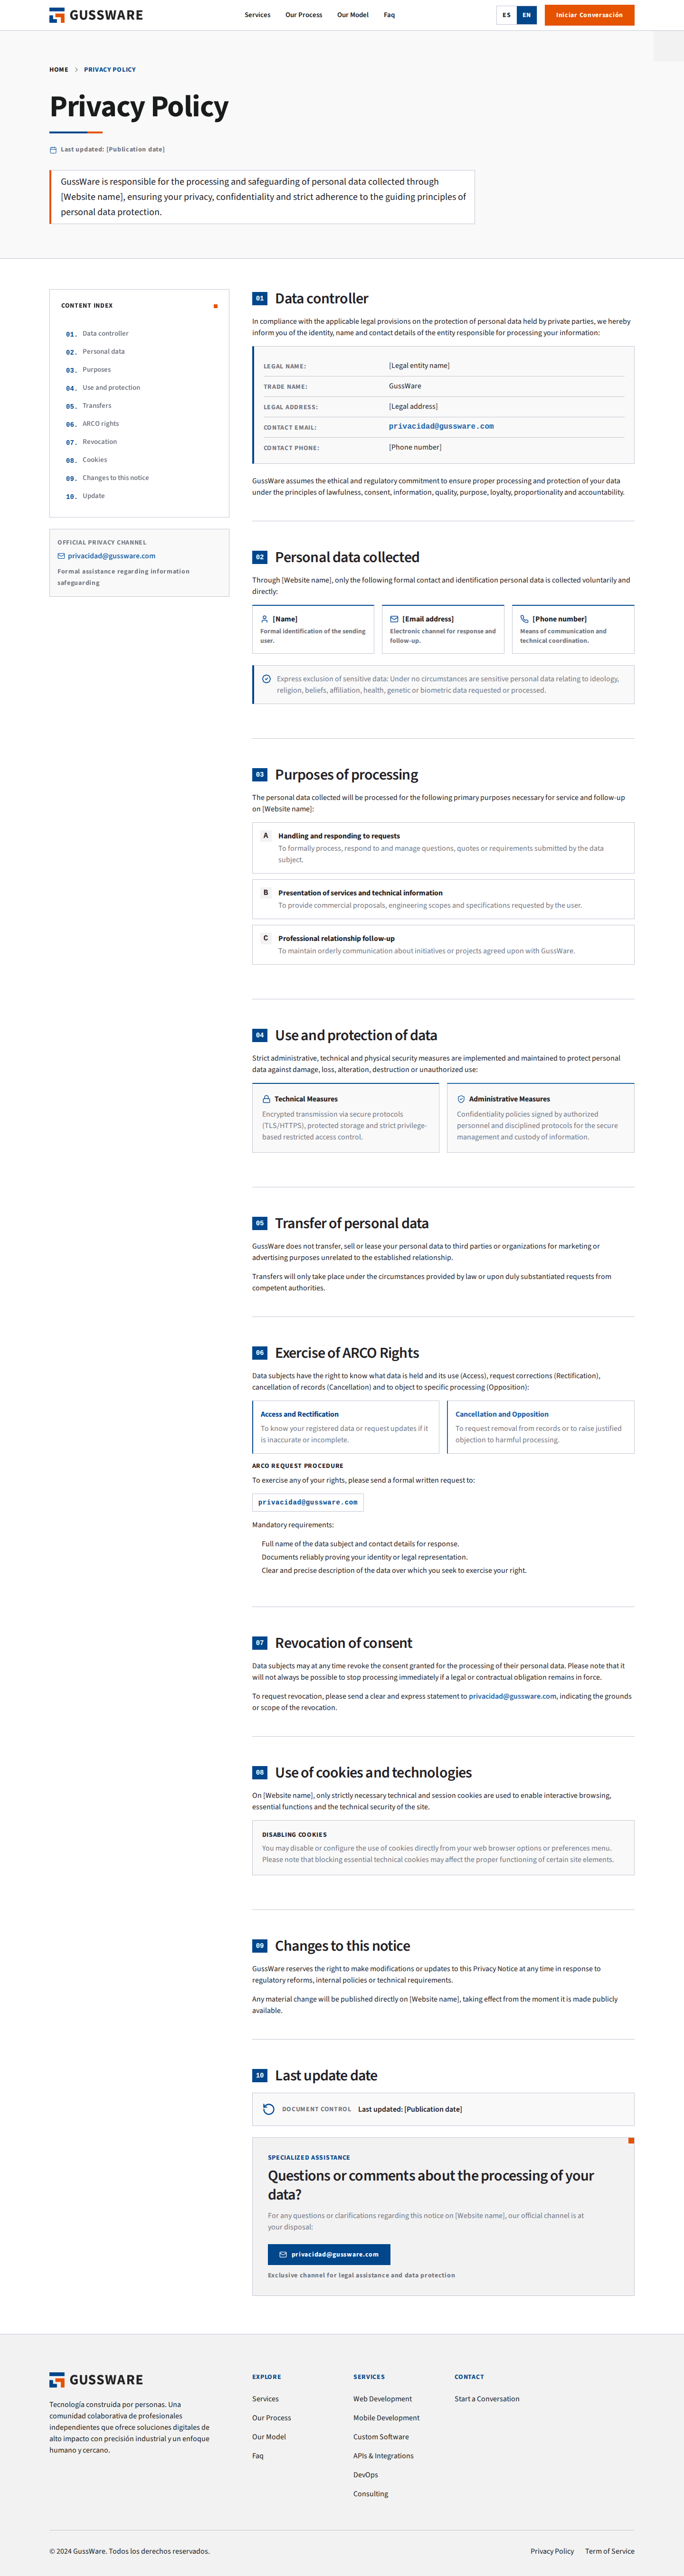 GUSSWARE
Services Our Process Our Model Faq
ES EN
Iniciar Conversación
HOME > PRIVACY POLICY
Privacy Policy
Last updated: [Publication date]
GussWare is responsible for the processing and safeguarding of personal data collected through
[Website name], ensuring your privacy, confidentiality and strict adherence to the guiding principles of
personal data protection.
CONTENT INDEX
01. Data controller
02. Personal data
03. Purposes
04. Use and protection
05. Transfers
06. ARCO rights
07. Revocation
08. Cookies
09. Changes to this notice
10. Update
OFFICIAL PRIVACY CHANNEL
privacidad@gussware.com
Formal assistance regarding information
safeguarding
01 Data controller
In compliance with the applicable legal provisions on the protection of personal data held by private parties, we hereby
inform you of the identity, name and contact details of the entity responsible for processing your information:
LEGAL NAME: [Legal entity name]
TRADE NAME: GussWare
LEGAL ADDRESS: [Legal address]
CONTACT EMAIL: privacidad@gussware.com
CONTACT PHONE: [Phone number]
GussWare assumes the ethical and regulatory commitment to ensure proper processing and protection of your data
under the principles of lawfulness, consent, information, quality, purpose, loyalty, proportionality and accountability.
02 Personal data collected
Through [Website name], only the following formal contact and identification personal data is collected voluntarily and
directly:
[Name]
Formal identification of the sending
user.
[Email address]
Electronic channel for response and
follow-up.
[Phone number]
Means of communication and
technical coordination.
Express exclusion of sensitive data: Under no circumstances are sensitive personal data relating to ideology,
religion, beliefs, affiliation, health, genetic or biometric data requested or processed.
03 Purposes of processing
The personal data collected will be processed for the following primary purposes necessary for service and follow-up
on [Website name]:
A Handling and responding to requests
To formally process, respond to and manage questions, quotes or requirements submitted by the data
subject.
B Presentation of services and technical information
To provide commercial proposals, engineering scopes and specifications requested by the user.
C Professional relationship follow-up
To maintain orderly communication about initiatives or projects agreed upon with GussWare.
04 Use and protection of data
Strict administrative, technical and physical security measures are implemented and maintained to protect personal
data against damage, loss, alteration, destruction or unauthorized use:
Technical Measures
Encrypted transmission via secure protocols
(TLS/HTTPS), protected storage and strict privilege-
based restricted access control.
Administrative Measures
Confidentiality policies signed by authorized
personnel and disciplined protocols for the secure
management and custody of information.
05 Transfer of personal data
GussWare does not transfer, sell or lease your personal data to third parties or organizations for marketing or
advertising purposes unrelated to the established relationship.
Transfers will only take place under the circumstances provided by law or upon duly substantiated requests from
competent authorities.
06 Exercise of ARCO Rights
Data subjects have the right to know what data is held and its use (Access), request corrections (Rectification),
cancellation of records (Cancellation) and to object to specific processing (Opposition):
Access and Rectification
To know your registered data or request updates if it
is inaccurate or incomplete.
Cancellation and Opposition
To request removal from records or to raise justified
objection to harmful processing.
ARCO REQUEST PROCEDURE
To exercise any of your rights, please send a formal written request to:
privacidad@gussware.com
Mandatory requirements:
Full name of the data subject and contact details for response.
Documents reliably proving your identity or legal representation.
Clear and precise description of the data over which you seek to exercise your right.
07 Revocation of consent
Data subjects may at any time revoke the consent granted for the processing of their personal data. Please note that it
will not always be possible to stop processing immediately if a legal or contractual obligation remains in force.
To request revocation, please send a clear and express statement to privacidad@gussware.com, indicating the grounds
or scope of the revocation.
08 Use of cookies and technologies
On [Website name], only strictly necessary technical and session cookies are used to enable interactive browsing,
essential functions and the technical security of the site.
DISABLING COOKIES
You may disable or configure the use of cookies directly from your web browser options or preferences menu.
Please note that blocking essential technical cookies may affect the proper functioning of certain site elements.
09 Changes to this notice
GussWare reserves the right to make modifications or updates to this Privacy Notice at any time in response to
regulatory reforms, internal policies or technical requirements.
Any material change will be published directly on [Website name], taking effect from the moment it is made publicly
available.
10 Last update date
DOCUMENT CONTROL Last updated: [Publication date]
SPECIALIZED ASSISTANCE
Questions or comments about the processing of your
data?
For any questions or clarifications regarding this notice on [Website name], our official channel is at
your disposal:
privacidad@gussware.com
Exclusive channel for legal assistance and data protection
GUSSWARE
Tecnología construida por personas. Una
comunidad colaborativa de profesionales
independientes que ofrece soluciones digitales de
alto impacto con precisión industrial y un enfoque
humano y cercano.
EXPLORE
Services
Our Process
Our Model
Faq
SERVICES
Web Development
Mobile Development
Custom Software
APIs & Integrations
DevOps
Consulting
CONTACT
Start a Conversation
© 2024 GussWare. Todos los derechos reservados.
Privacy Policy Term of Service